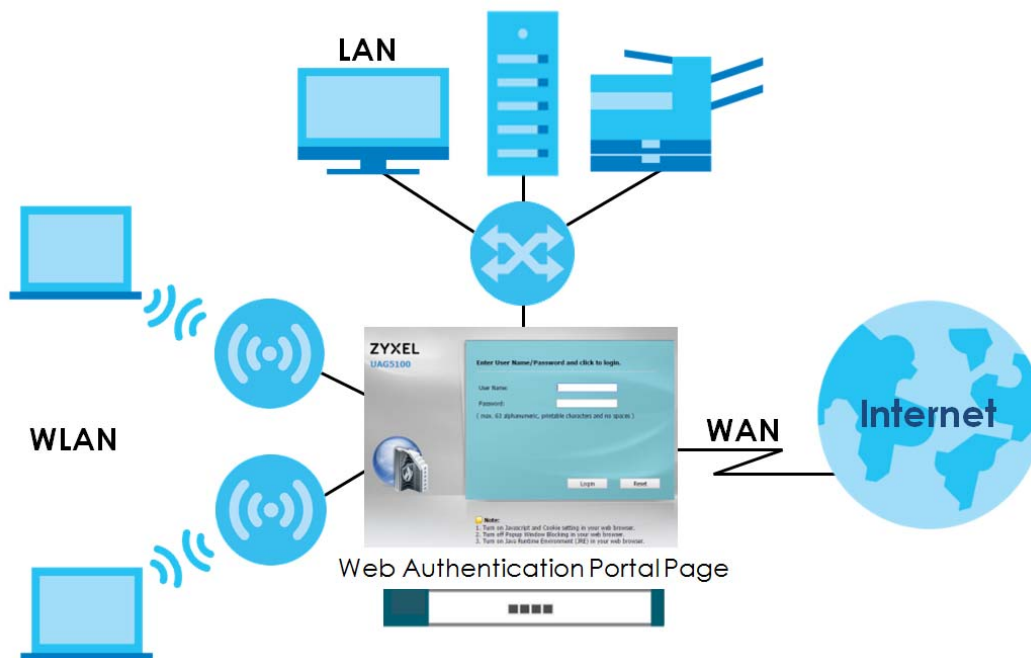 LAN
WLAN
ZYXEL
UAG5100
Enter User Name/Password and click to login.
User Name:
Password:
( max. 63 alphanumeric, printable characters and no spaces )
Login
Reset
Note:
1. Turn on Javascript and Cookie setting in your web browser.
2. Turn off Popup Window Blocking in your web browser.
3. Turn on Java Runtime Environment (JRE) in your web browser.
WAN
Internet
Web Authentication Portal Page